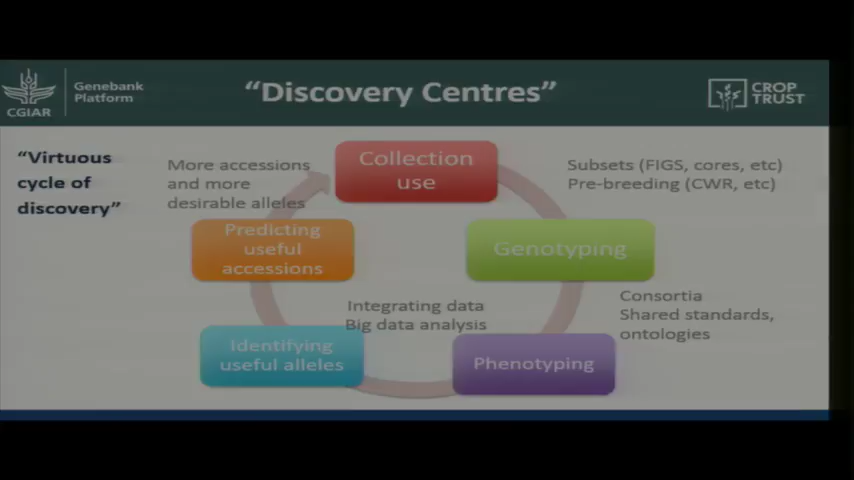 CGIAR
Genebank
Platform
"Discovery Centres"
CROP
TRUST
"Virtuous
cycle of
discovery"
More accessions
and more
desirable alleles
Collection
use
Subsets (FIGS, cores, etc)
Pre-breeding (CWR, etc)
Predicting
useful
accessions
Genotyping
Integrating data
Big data analysis
Consortia
Shared standards,
ontologies
Identifying
useful alleles
Phenotyping